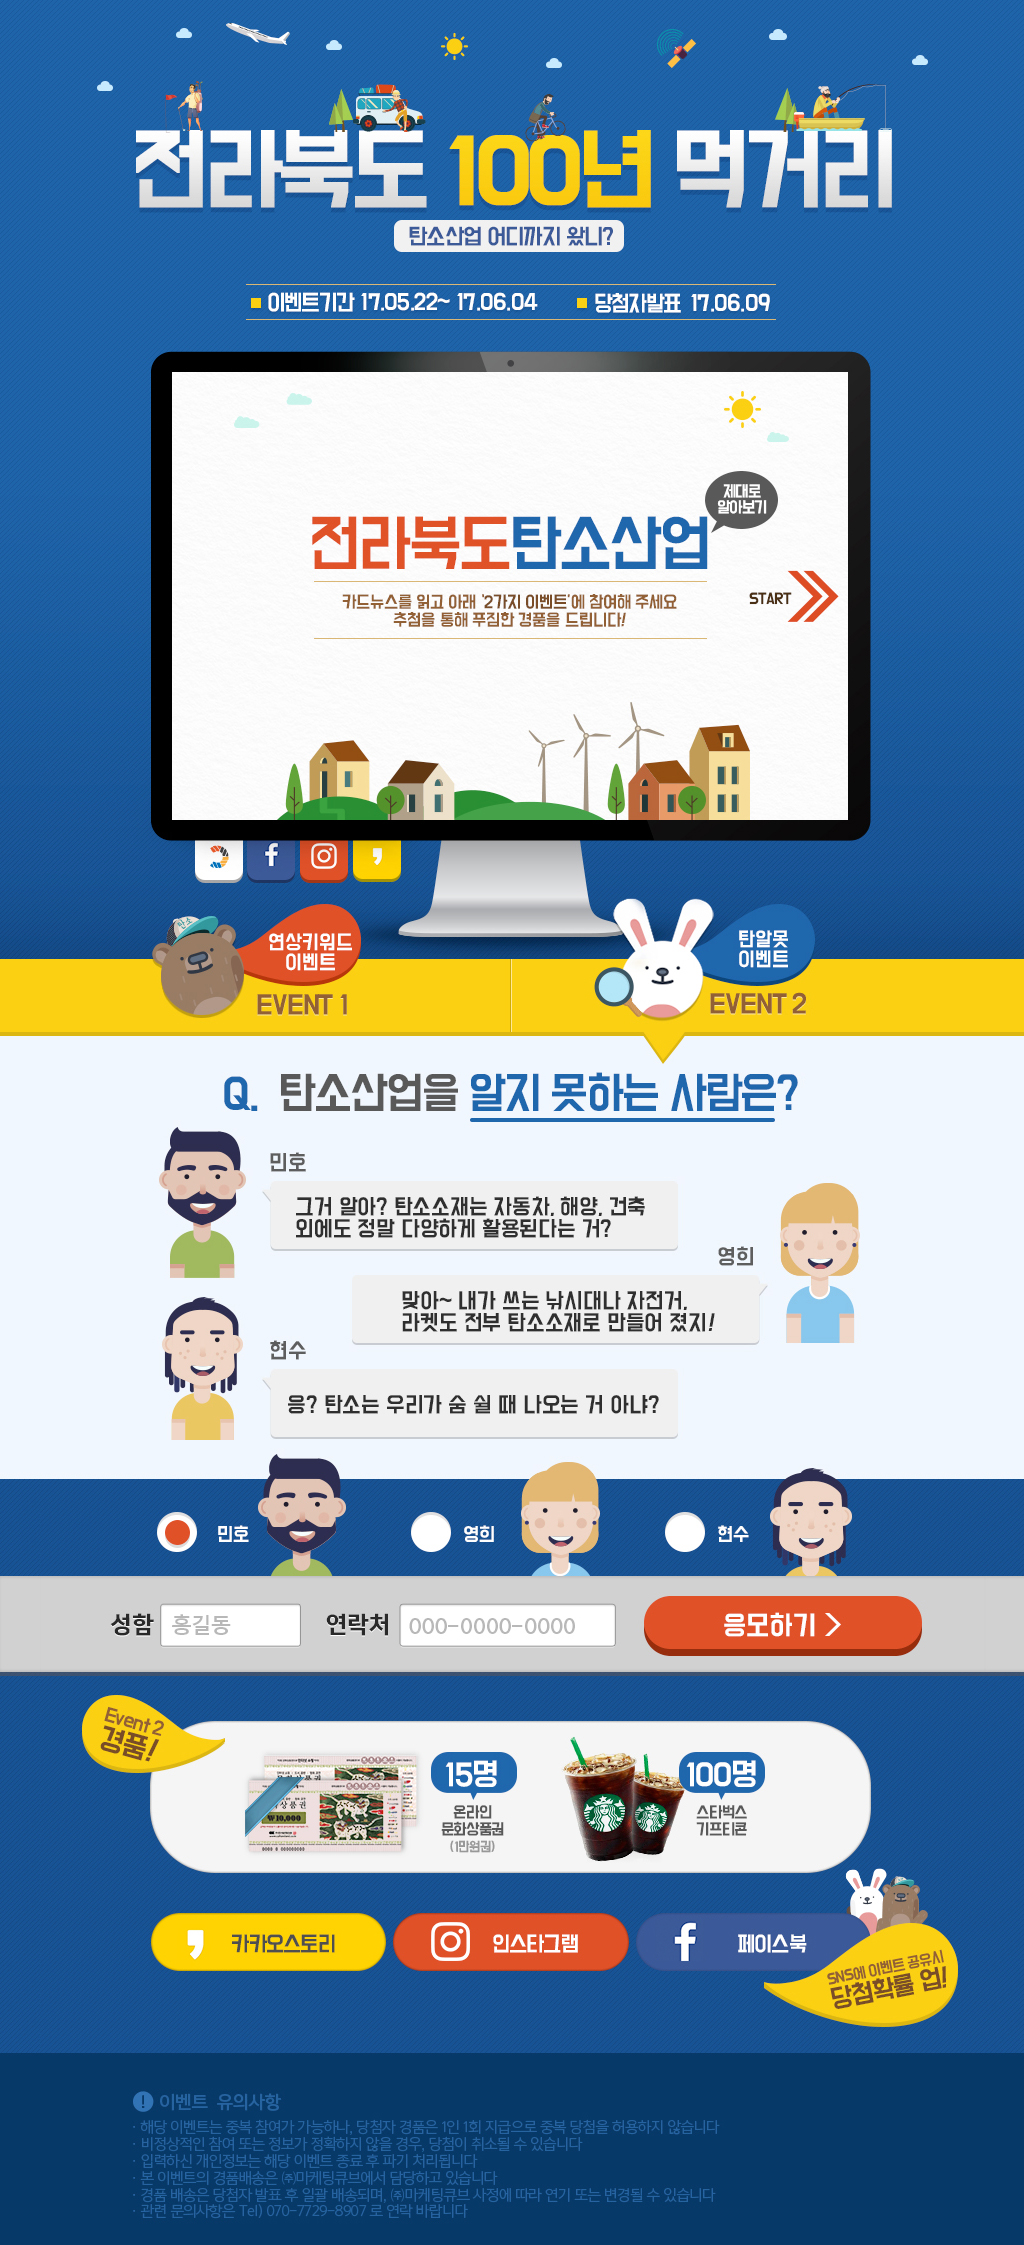 전라북도 100년 먹거리
탄소산업 어디까지 왔니?
이벤트기간 17.05.22~ 17.06.04 당첨자발표 17.06.09
제대로
알아보기
전라북도탄소산업
카드뉴스를 읽고 아래 '2가지 이벤트'에 참여해 주세요
추첨을 통해 푸짐한 경품을 드립니다!
START
탄소
연상키워드
이벤트
EVENT 1
탄알못
이벤트
EVENT 2
Q. 탄소산업을 알지 못하는 사람은?
민호
그거 알아? 탄소소재는 자동차, 해양, 건축
외에도 정말 다양하게 활용된다는 거?
영희
맞아~ 내가 쓰는 낚시대나 자전거,
라켓도 전부 탄소소재로 만들어 졌지!
현수
응? 탄소는 우리가 숨 쉴 때 나오는 거 아냐?
민호 영희 현수
성함 홍길동 연락처 000-0000-0000 응모하기
Event 2
경품!
상품권
₩10,000
15명
온라인
문화상품권
(1만원권)
100명
스타벅스
기프티콘
카카오스토리 인스타그램 페이스북
SNS에 이벤트 공유시
당첨확률 업!
이벤트 유의사항
· 해당 이벤트는 중복 참여가 가능하나, 당첨자 경품은 1인 1회 지급으로 중복 당첨을 허용하지 않습니다
· 비정상적인 참여 또는 정보가 정확하지 않을 경우, 당첨이 취소될 수 있습니다
· 입력하신 개인정보는 해당 이벤트 종료 후 파기 처리됩니다
· 본 이벤트의 경품배송은 ㈜마케팅큐브에서 담당하고 있습니다
· 경품 배송은 당첨자 발표 후 일괄 배송되며, ㈜마케팅큐브 사정에 따라 연기 또는 변경될 수 있습니다
· 관련 문의사항은 Tel) 070-7729-8907 로 연락 바랍니다